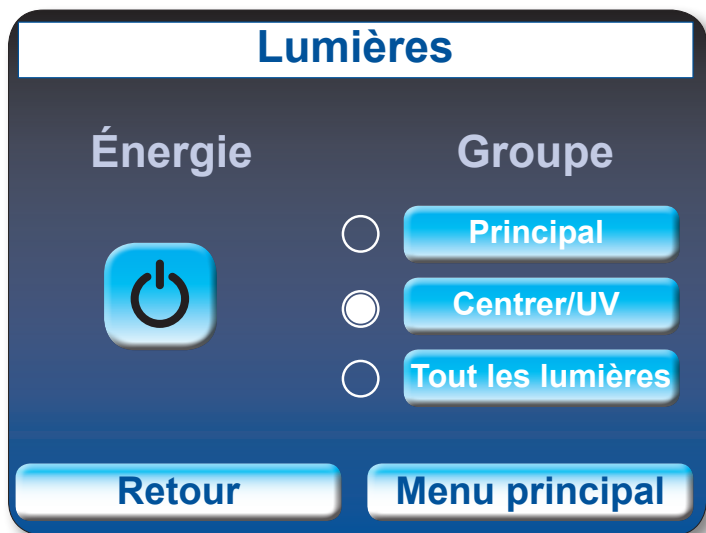 Lumières
Énergie
Groupe
Principal
Centrer/UV
Tout les lumières
Retour
Menu principal